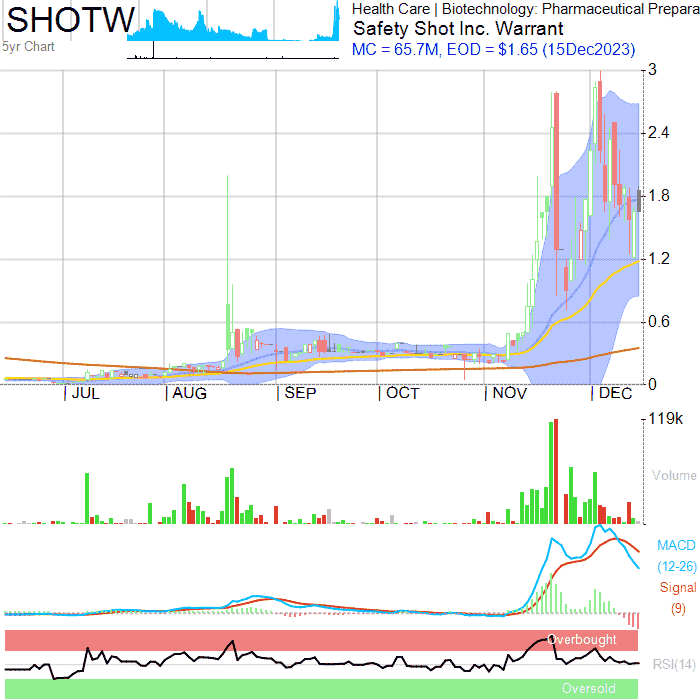 SHOTW
5yr Chart
Health Care | Biotechnology: Pharmaceutical Prepara
Safety Shot Inc. Warrant
MC = 65.7M, EOD = $1.65 (15Dec2023)
3
2.4
1.8
1.2
0.6
0
JUL
AUG
SEP
OCT
NOV
DEC
119k
Volume
MACD
(12-26)
Signal
(9)
Overbought
RSI(14)
Oversold